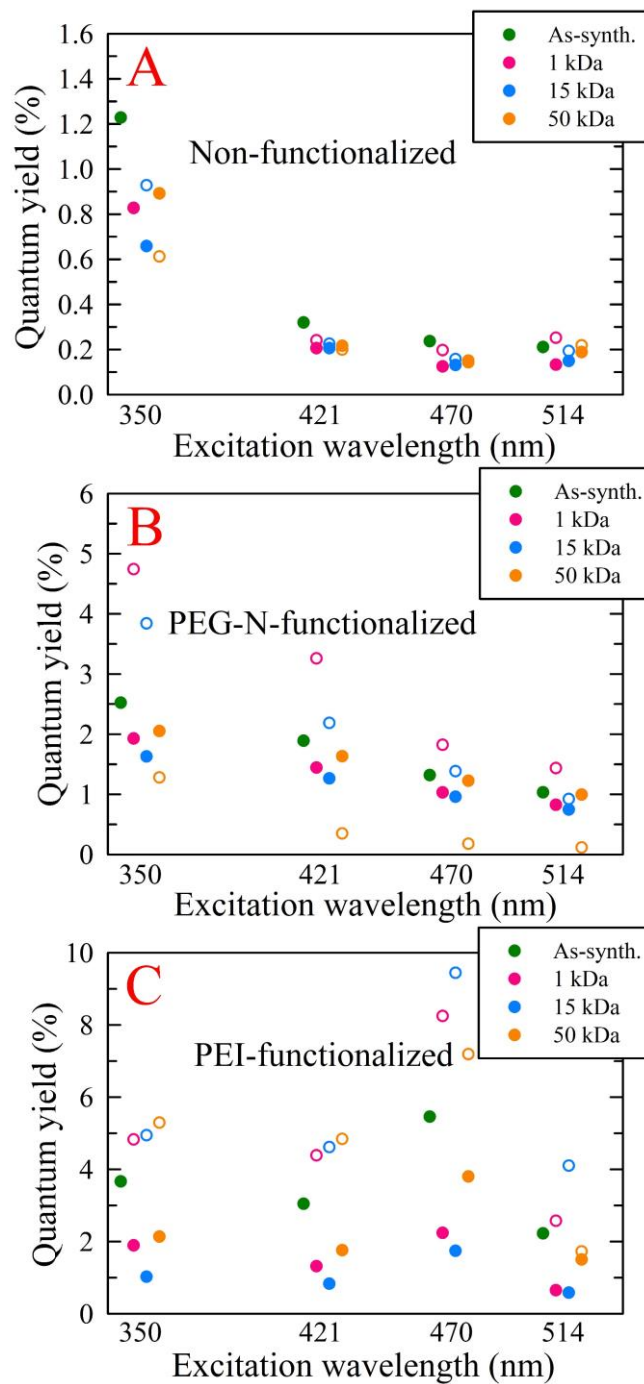 A
As-synth.
1 kDa
15 kDa
50 kDa
Non-functionalized
Quantum yield (%)
1.6
1.4
1.2
1.0
0.8
0.6
0.4
0.2
0.0
350 421 470 514
Excitation wavelength (nm)
B
As-synth.
1 kDa
15 kDa
50 kDa
PEG-N-functionalized
Quantum yield (%)
6
5
4
3
2
1
0
350 421 470 514
Excitation wavelength (nm)
C
As-synth.
1 kDa
15 kDa
50 kDa
PEI-functionalized
Quantum yield (%)
10
8
6
4
2
0
350 421 470 514
Excitation wavelength (nm)